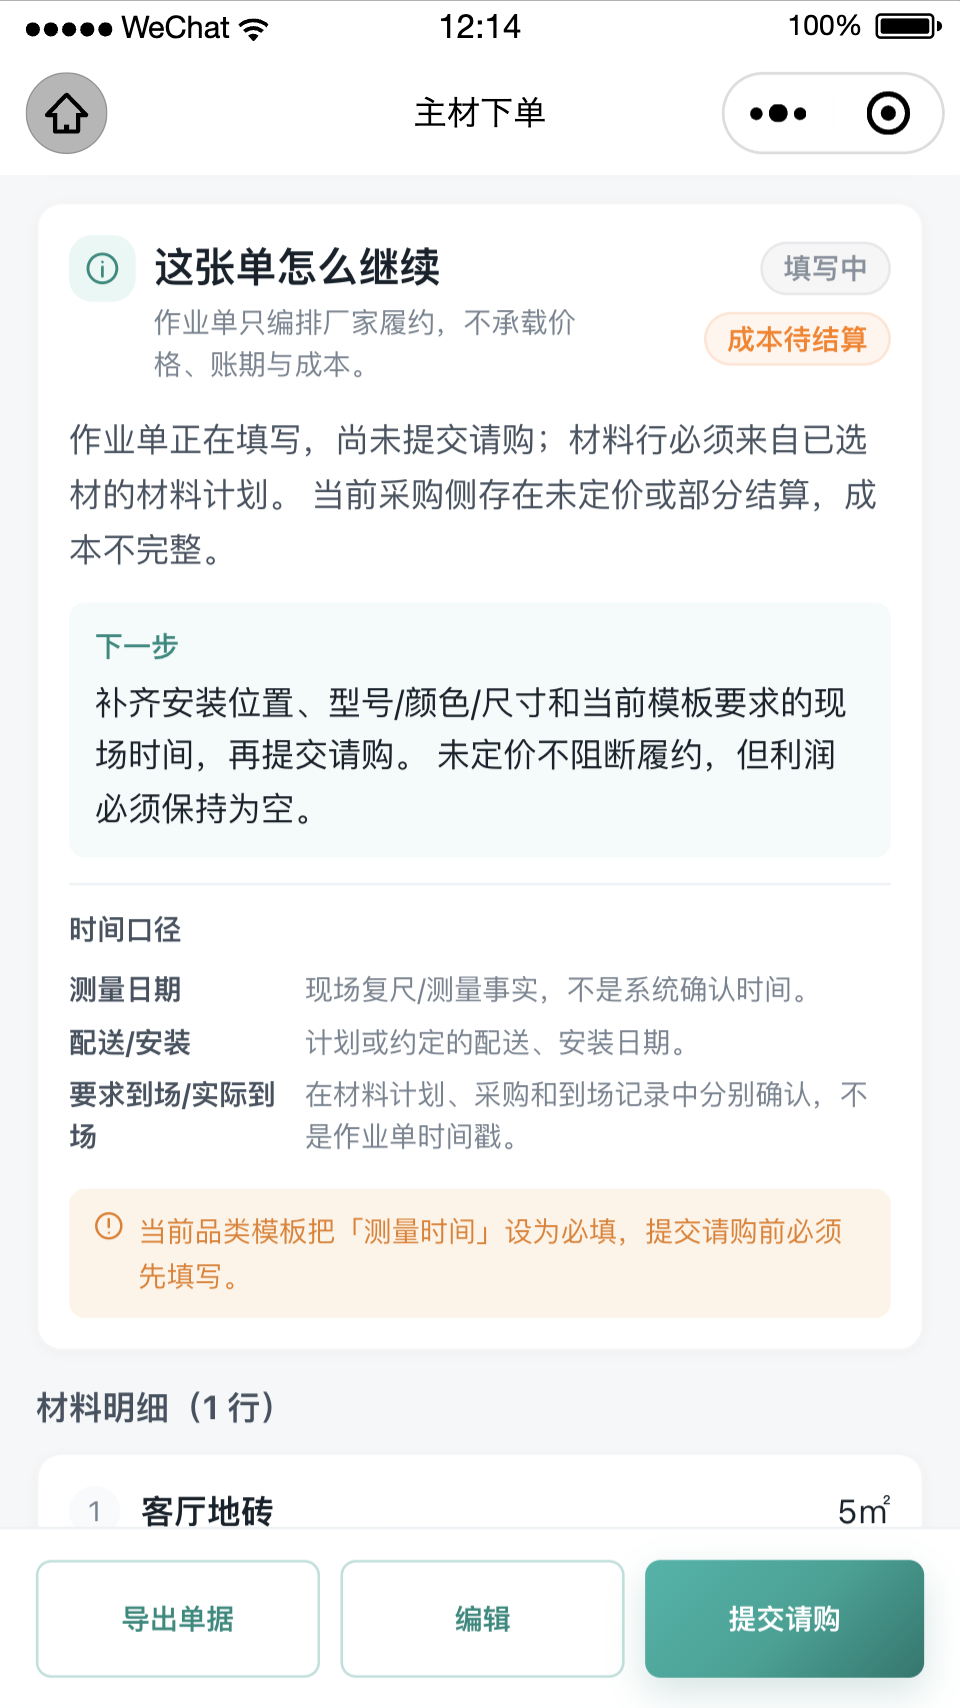 WeChat 12:14 100%
主材下单
这张单怎么继续
填写中
作业单只编排厂家履约，不承载价
格、账期与成本。
成本待结算
作业单正在填写，尚未提交请购；材料行必须来自已选
材的材料计划。 当前采购侧存在未定价或部分结算，成
本不完整。
下一步
补齐安装位置、型号/颜色/尺寸和当前模板要求的现
场时间，再提交请购。 未定价不阻断履约，但利润
必须保持为空。
时间口径
测量日期 现场复尺/测量事实，不是系统确认时间。
配送/安装 计划或约定的配送、安装日期。
要求到场/实际到
场
在材料计划、采购和到场记录中分别确认，不
是作业单时间戳。
当前品类模板把「测量时间」设为必填，提交请购前必须
先填写。
材料明细（1 行）
1 客厅地砖 5㎡
导出单据 编辑 提交请购